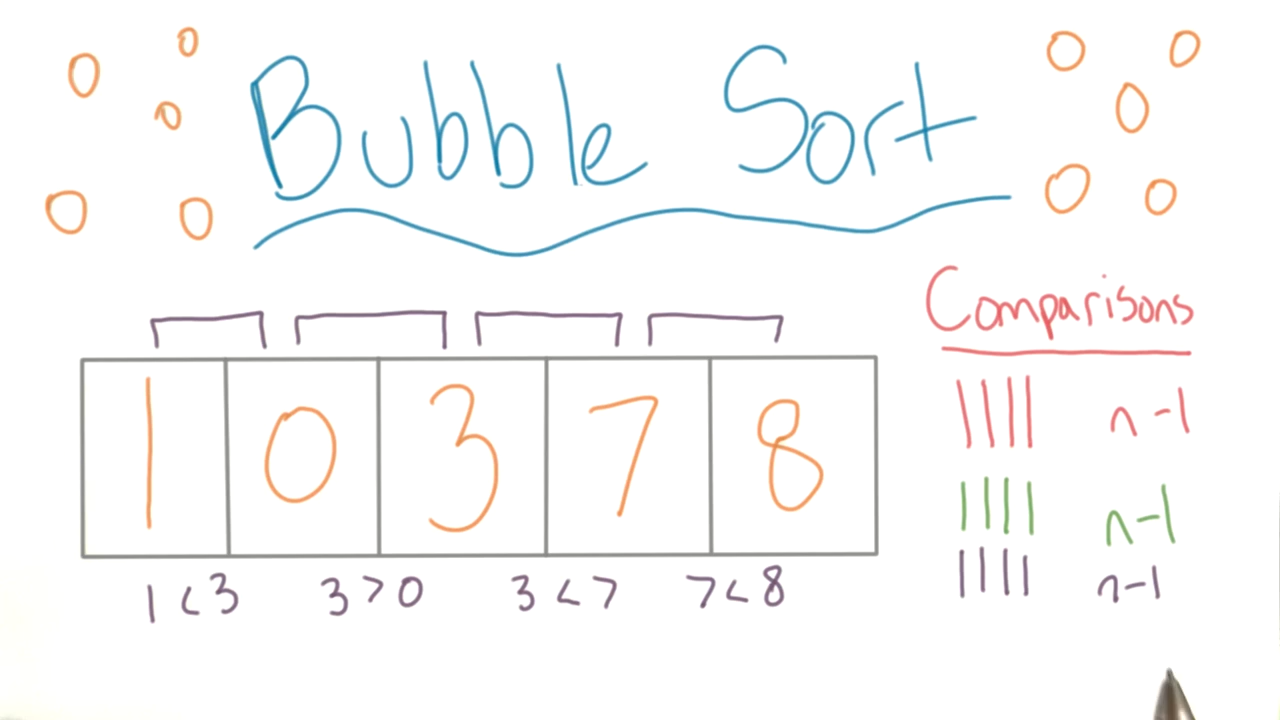 Bubble Sort
Comparisons
1 0 3 7 8
n-1
n-1
n-1
1 < 3 3 > 0 3 < 7 7 < 8